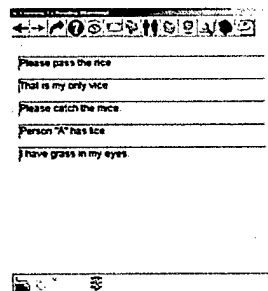 Please pass the rice
That is my only vice
Please catch the mice.
Person "A" has lice
I have grass in my eyes.